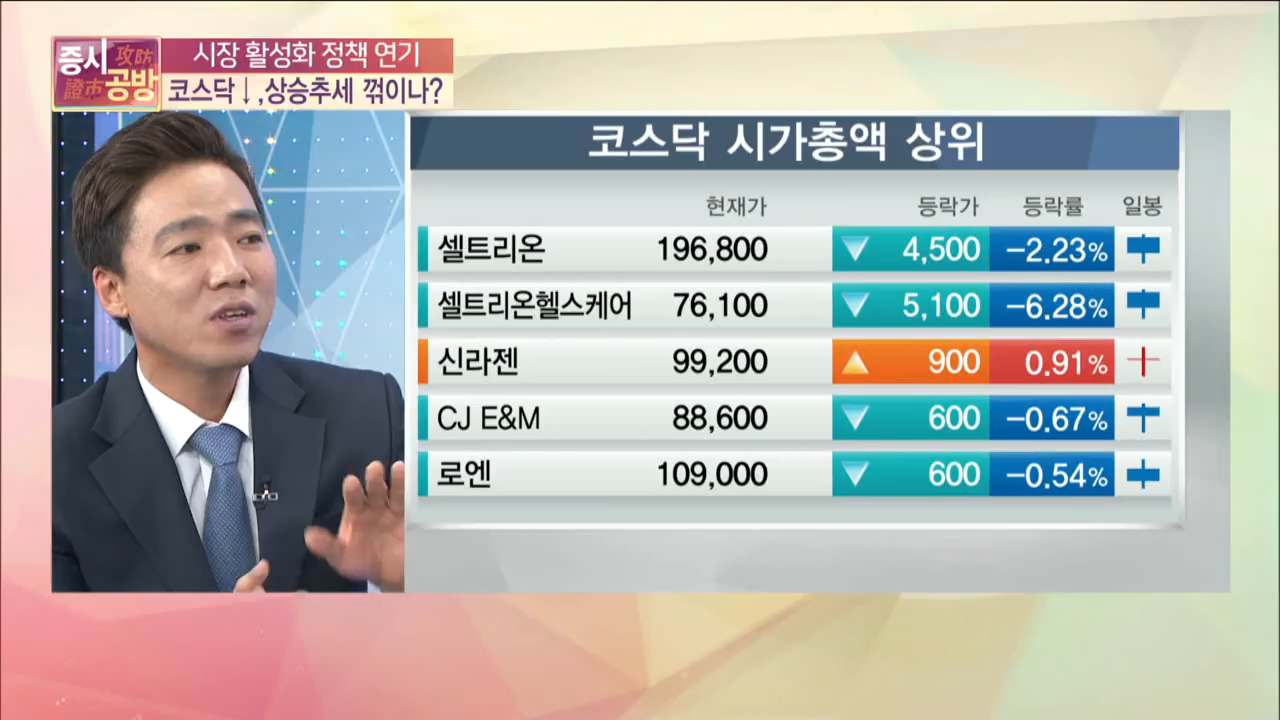 증시 攻防
證市 공방
시장 활성화 정책 연기
코스닥↓,상승추세 꺾이나?
코스닥 시가총액 상위
현재가 등락가 등락률 일봉
셀트리온 196,800 ▼ 4,500 -2.23%
셀트리온헬스케어 76,100 ▼ 5,100 -6.28%
신라젠 99,200 ▲ 900 0.91%
CJ E&M 88,600 ▼ 600 -0.67%
로엔 109,000 ▼ 600 -0.54%